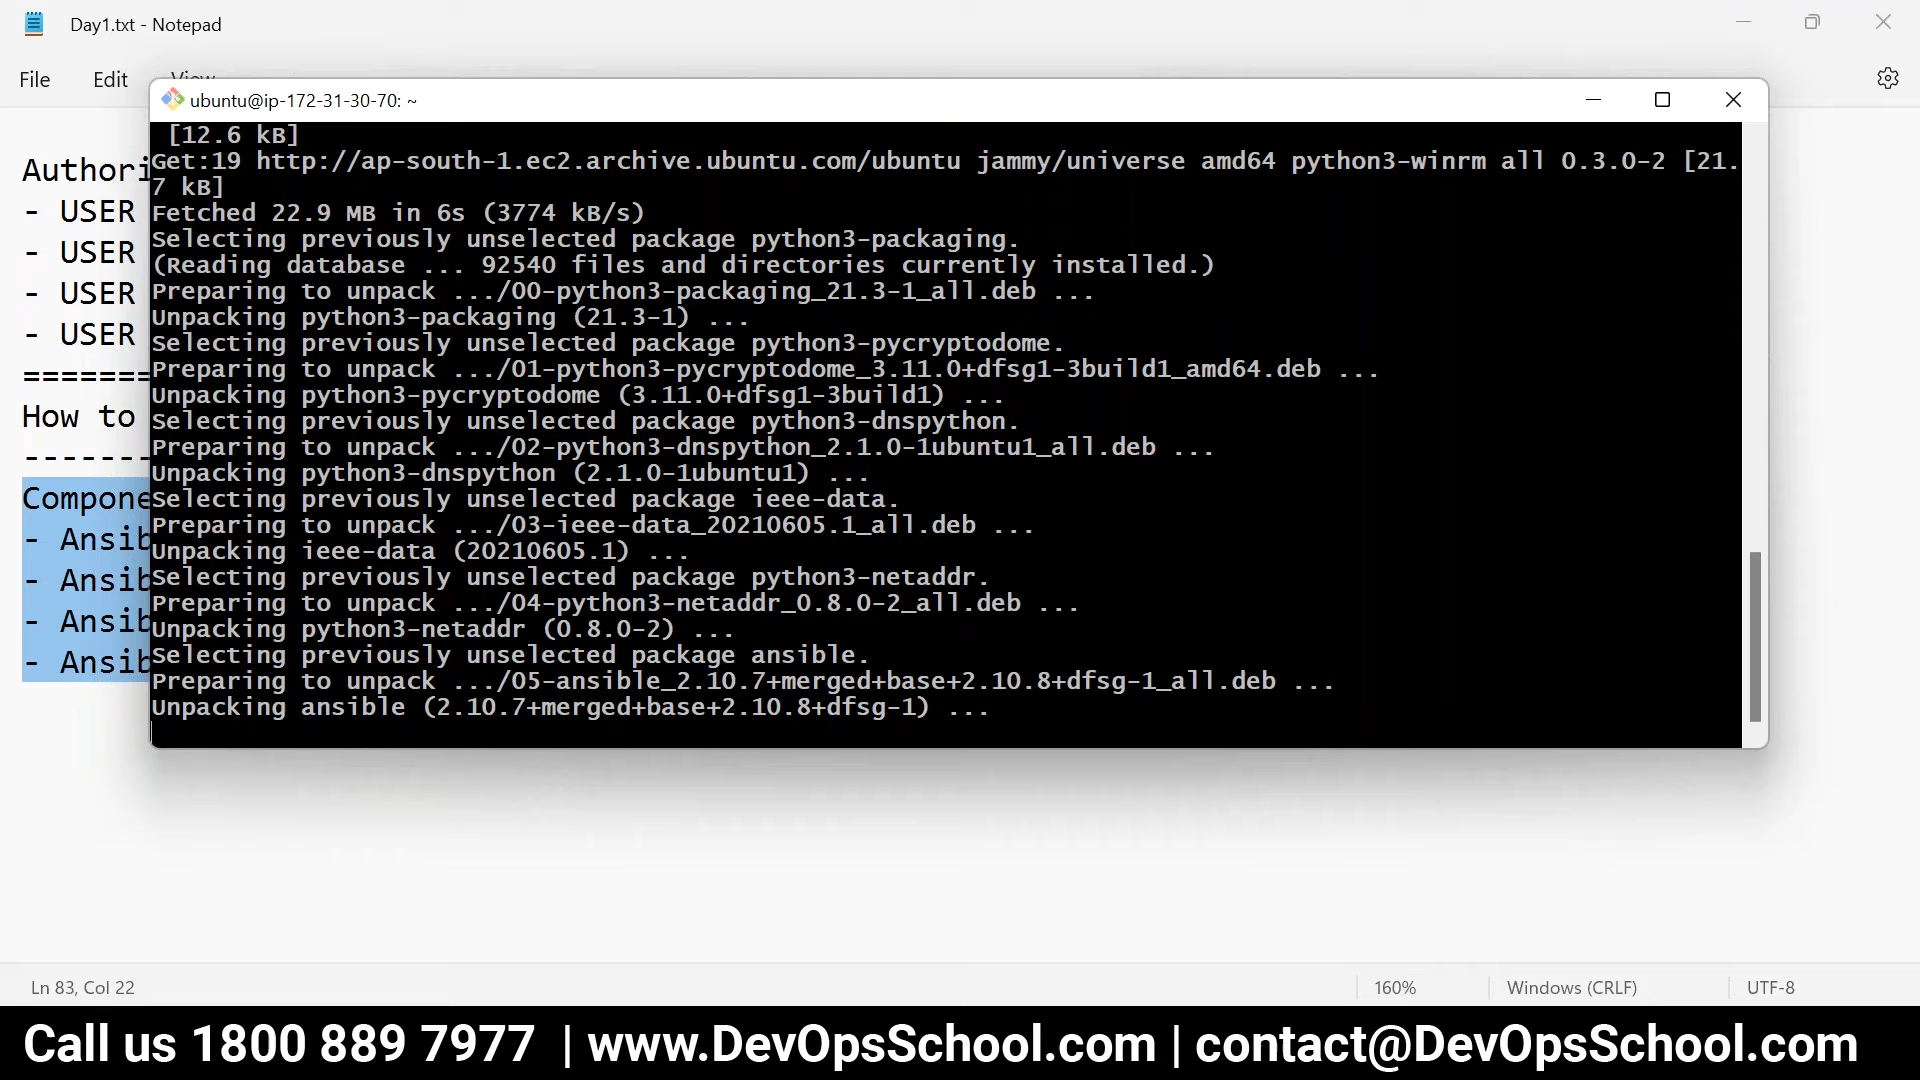 Day1.txt - Notepad
File Edit View
ubuntu@ip-172-31-30-70: ~
[12.6 kB]
Get:19 http://ap-south-1.ec2.archive.ubuntu.com/ubuntu jammy/universe amd64 python3-winrm all 0.3.0-2 [21.
7 kB]
Fetched 22.9 MB in 6s (3774 kB/s)
Selecting previously unselected package python3-packaging.
(Reading database ... 92540 files and directories currently installed.)
Preparing to unpack .../00-python3-packaging_21.3-1_all.deb ...
Unpacking python3-packaging (21.3-1) ...
Selecting previously unselected package python3-pycryptodome.
Preparing to unpack .../01-python3-pycryptodome_3.11.0+dfsg1-3build1_amd64.deb ...
Unpacking python3-pycryptodome (3.11.0+dfsg1-3build1) ...
Selecting previously unselected package python3-dnspython.
Preparing to unpack .../02-python3-dnspython_2.1.0-1ubuntu1_all.deb ...
Unpacking python3-dnspython (2.1.0-1ubuntu1) ...
Selecting previously unselected package ieee-data.
Preparing to unpack .../03-ieee-data_20210605.1_all.deb ...
Unpacking ieee-data (20210605.1) ...
Selecting previously unselected package python3-netaddr.
Preparing to unpack .../04-python3-netaddr_0.8.0-2_all.deb ...
Unpacking python3-netaddr (0.8.0-2) ...
Selecting previously unselected package ansible.
Preparing to unpack .../05-ansible_2.10.7+merged+base+2.10.8+dfsg-1_all.deb ...
Unpacking ansible (2.10.7+merged+base+2.10.8+dfsg-1) ...
Authori
- USER
- USER
- USER
- USER
=======
How to
-------
Compone
- Ansib
- Ansib
- Ansib
- Ansib
Ln 83, Col 22
160%
Windows (CRLF)
UTF-8
Call us 1800 889 7977 | www.DevOpsSchool.com | contact@DevOpsSchool.com